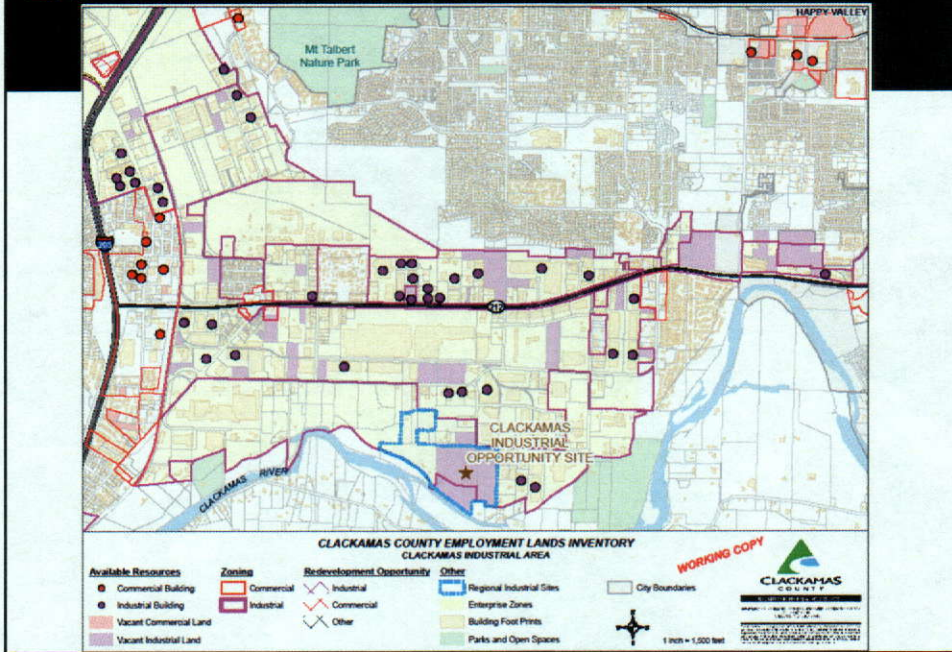 HAPPY VALLEY
Mt Talbert
Nature Park
205
212
CLACKAMAS
INDUSTRIAL
OPPORTUNITY SITE
CLACKAMAS RIVER
CLACKAMAS COUNTY EMPLOYMENT LANDS INVENTORY
CLACKAMAS INDUSTRIAL AREA
WORKING COPY
Available Resources
Commercial Building
Industrial Building
Vacant Commercial Land
Vacant Industrial Land
Zoning
Commercial
Industrial
Redevelopment Opportunity
Industrial
Commercial
Other
Other
Regional Industrial Sites
Enterprise Zones
Building Foot Prints
Parks and Open Spaces
City Boundaries
1 Inch = 1,500 feet
CLACKAMAS
COUNTY